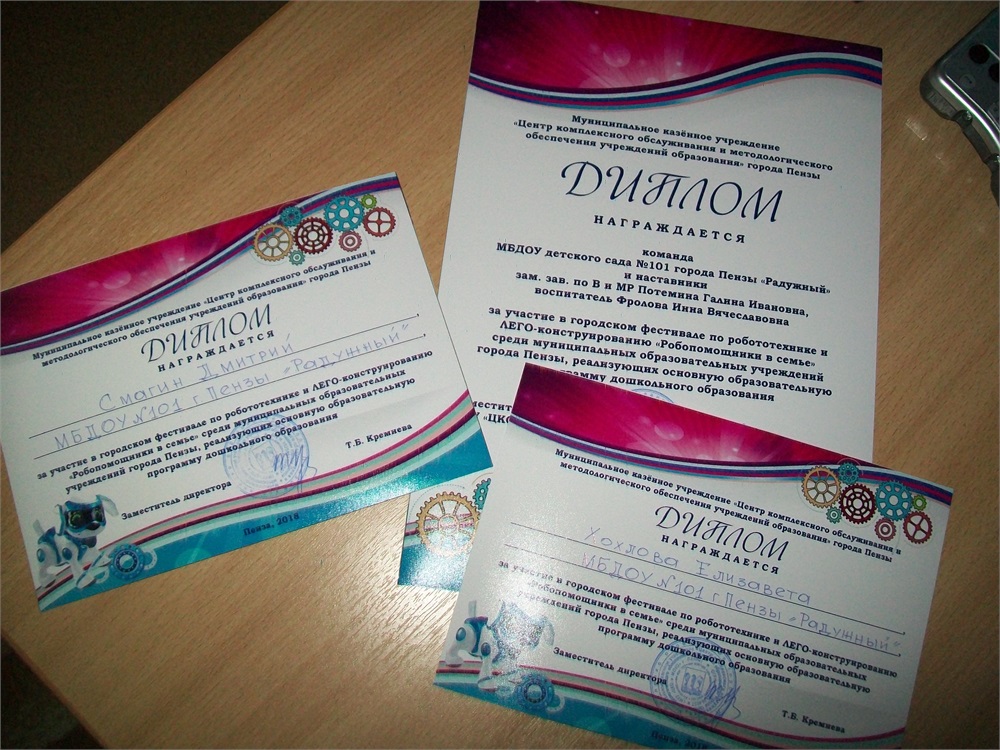 Муниципальное казённое учреждение
«Центр комплексного обслуживания и методологического
обеспечения учреждений образования» города Пензы
ДИПЛОМ
НАГРАЖДАЕТСЯ
команда
МБДОУ детского сада №101 города Пензы «Радужный»
и наставники
зам. зав. по В и МР Потемина Галина Ивановна,
воспитатель Фролова Инна Вячеславовна
за участие в городском фестивале по робототехнике и
ЛЕГО-конструированию «Робопомощники в семье»
среди муниципальных образовательных учреждений
города Пензы, реализующих основную образовательную
программу дошкольного образования
Муниципальное казённое учреждение «Центр комплексного обслуживания и
методологического обеспечения учреждений образования» города Пензы
ДИПЛОМ
НАГРАЖДАЕТСЯ
Смагин Дмитрий
МБДОУ №101 г Пензы "Радужный"
за участие в городском фестивале по робототехнике и ЛЕГО-конструированию
«Робопомощники в семье» среди муниципальных образовательных
учреждений города Пензы, реализующих основную образовательную
программу дошкольного образования
Заместитель директора Т.Б. Кремнева
Пенза, 2018
Муниципальное казённое учреждение «Центр комплексного обслуживания и
методологического обеспечения учреждений образования» города Пензы
ДИПЛОМ
НАГРАЖДАЕТСЯ
Хохлова Елизавета
МБДОУ №101 г Пензы "Радужный"
за участие в городском фестивале по робототехнике и ЛЕГО-конструированию
«Робопомощники в семье» среди муниципальных образовательных
учреждений города Пензы, реализующих основную образовательную
программу дошкольного образования
Заместитель директора Т.Б. Кремнева
Пенза, 2018